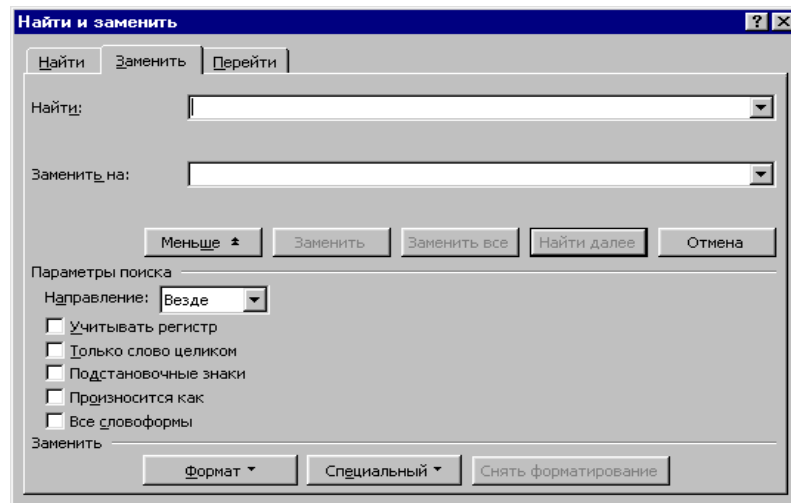 Найти и заменить
Найти Заменить Перейти
Найти:
Заменить на:
Меньше Заменить Заменить все Найти далее Отмена
Параметры поиска
Направление: Везде
Учитывать регистр
Только слово целиком
Подстановочные знаки
Произносится как
Все словоформы
Заменить
Формат Специальный Снять форматирование